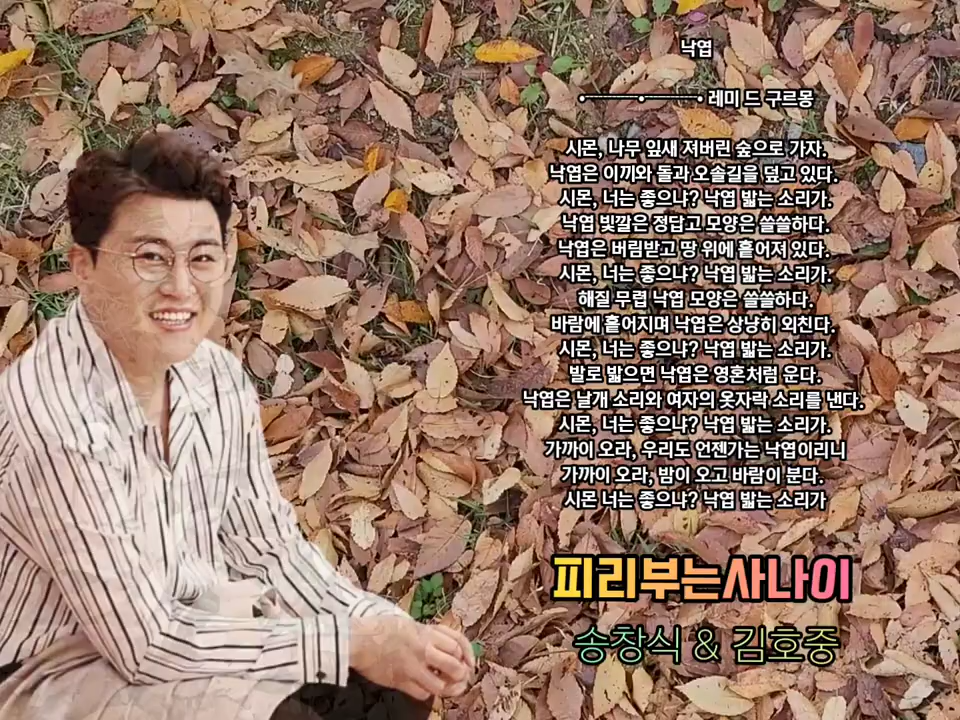 낙엽
•--------•--------• 레미 드 구르몽
시몬, 나무 잎새 져버린 숲으로 가자.
낙엽은 이끼와 돌과 오솔길을 덮고 있다.
시몬, 너는 좋으냐? 낙엽 밟는 소리가.
낙엽 빛깔은 정답고 모양은 쓸쓸하다.
낙엽은 버림받고 땅 위에 흩어져 있다.
시몬, 너는 좋으냐? 낙엽 밟는 소리가.
해질 무렵 낙엽 모양은 쓸쓸하다.
바람에 흩어지며 낙엽은 상냥히 외친다.
시몬, 너는 좋으냐? 낙엽 밟는 소리가.
발로 밟으면 낙엽은 영혼처럼 운다.
낙엽은 날개 소리와 여자의 옷자락 소리를 낸다.
시몬, 너는 좋으냐? 낙엽 밟는 소리가.
가까이 오라, 우리도 언젠가는 낙엽이리니
가까이 오라, 밤이 오고 바람이 분다.
시몬 너는 좋으냐? 낙엽 밟는 소리가
피리부는사나이
송창식 & 김호중